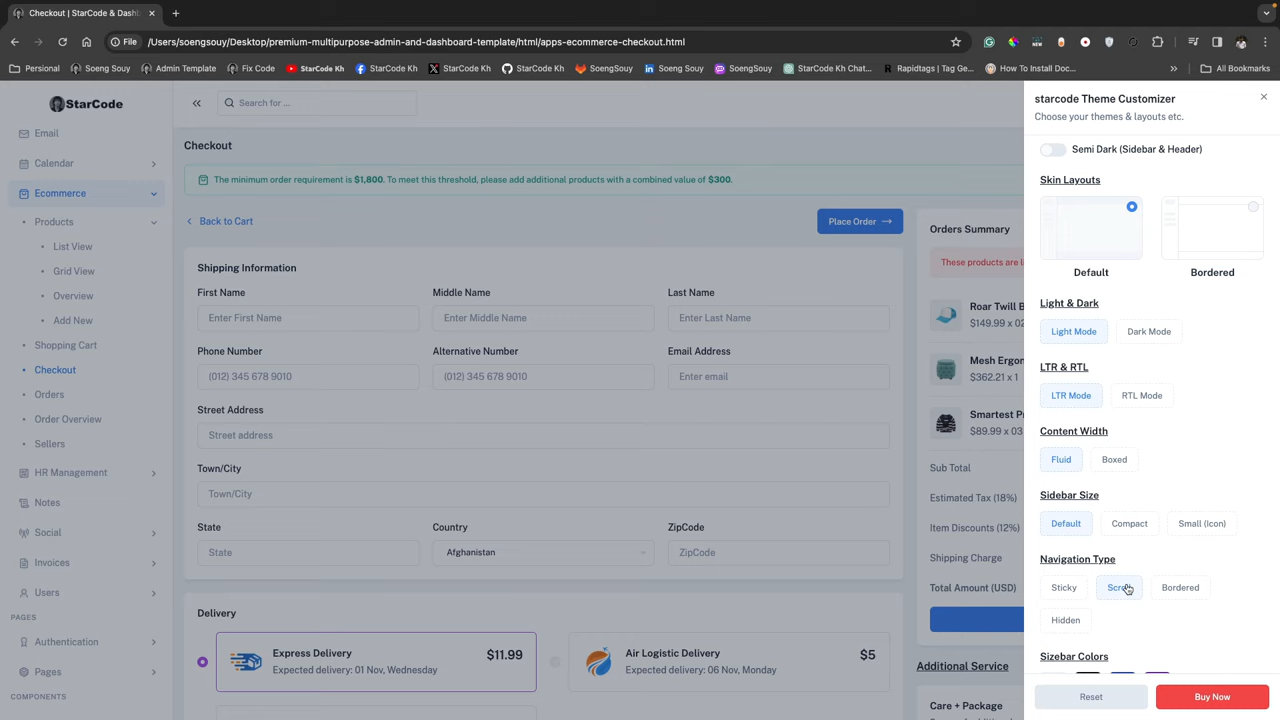 Checkout | StarCode & Dashb
File
/Users/soengsouy/Desktop/premium-multipurpose-admin-and-dashboard-template/html/apps-ecommerce-checkout.html
NEW
Personal
Soeng Souy
Admin Template
Fix Code
StarCode Kh
StarCode Kh
StarCode Kh
StarCode Kh
SoengSouy
Soeng Souy
SoengSouy
StarCode Kh Chat...
Rapidtags | Tag Ge...
How To Install Doc...
All Bookmarks
StarCode
Email
Calendar
Ecommerce
Products
List View
Grid View
Overview
Add New
Shopping Cart
Checkout
Orders
Order Overview
Sellers
HR Management
Notes
Social
Invoices
Users
PAGES
Authentication
Pages
COMPONENTS
Search for ...
Checkout
The minimum order requirement is $1,800. To meet this threshold, please add additional products with a combined value of $300.
Back to Cart
Place Order
Shipping Information
First Name
Middle Name
Last Name
Enter First Name
Enter Middle Name
Enter Last Name
Phone Number
Alternative Number
Email Address
(012) 345 678 9010
(012) 345 678 9010
Enter email
Street Address
Street address
Town/City
Town/City
State
Country
ZipCode
State
Afghanistan
ZipCode
Delivery
Express Delivery
$11.99
Expected delivery: 01 Nov, Wednesday
Air Logistic Delivery
$5
Expected delivery: 06 Nov, Monday
Orders Summary
These products are
Roar Twill
$149.99 x 02
Mesh
$362.21 x 1
Smartest
$89.99 x 03
Sub Total
Estimated Tax (18%)
Item Discounts (12%)
Shipping Charge
Total Amount (USD)
Additional Service
Care + Package
starcode Theme Customizer
Choose your themes & layouts etc.
Semi Dark (Sidebar & Header)
Skin Layouts
Default
Bordered
Light & Dark
Light Mode
Dark Mode
LTR & RTL
LTR Mode
RTL Mode
Content Width
Fluid
Boxed
Sidebar Size
Default
Compact
Small (Icon)
Navigation Type
Sticky
Bordered
Hidden
Sizebar Colors
Reset
Buy Now